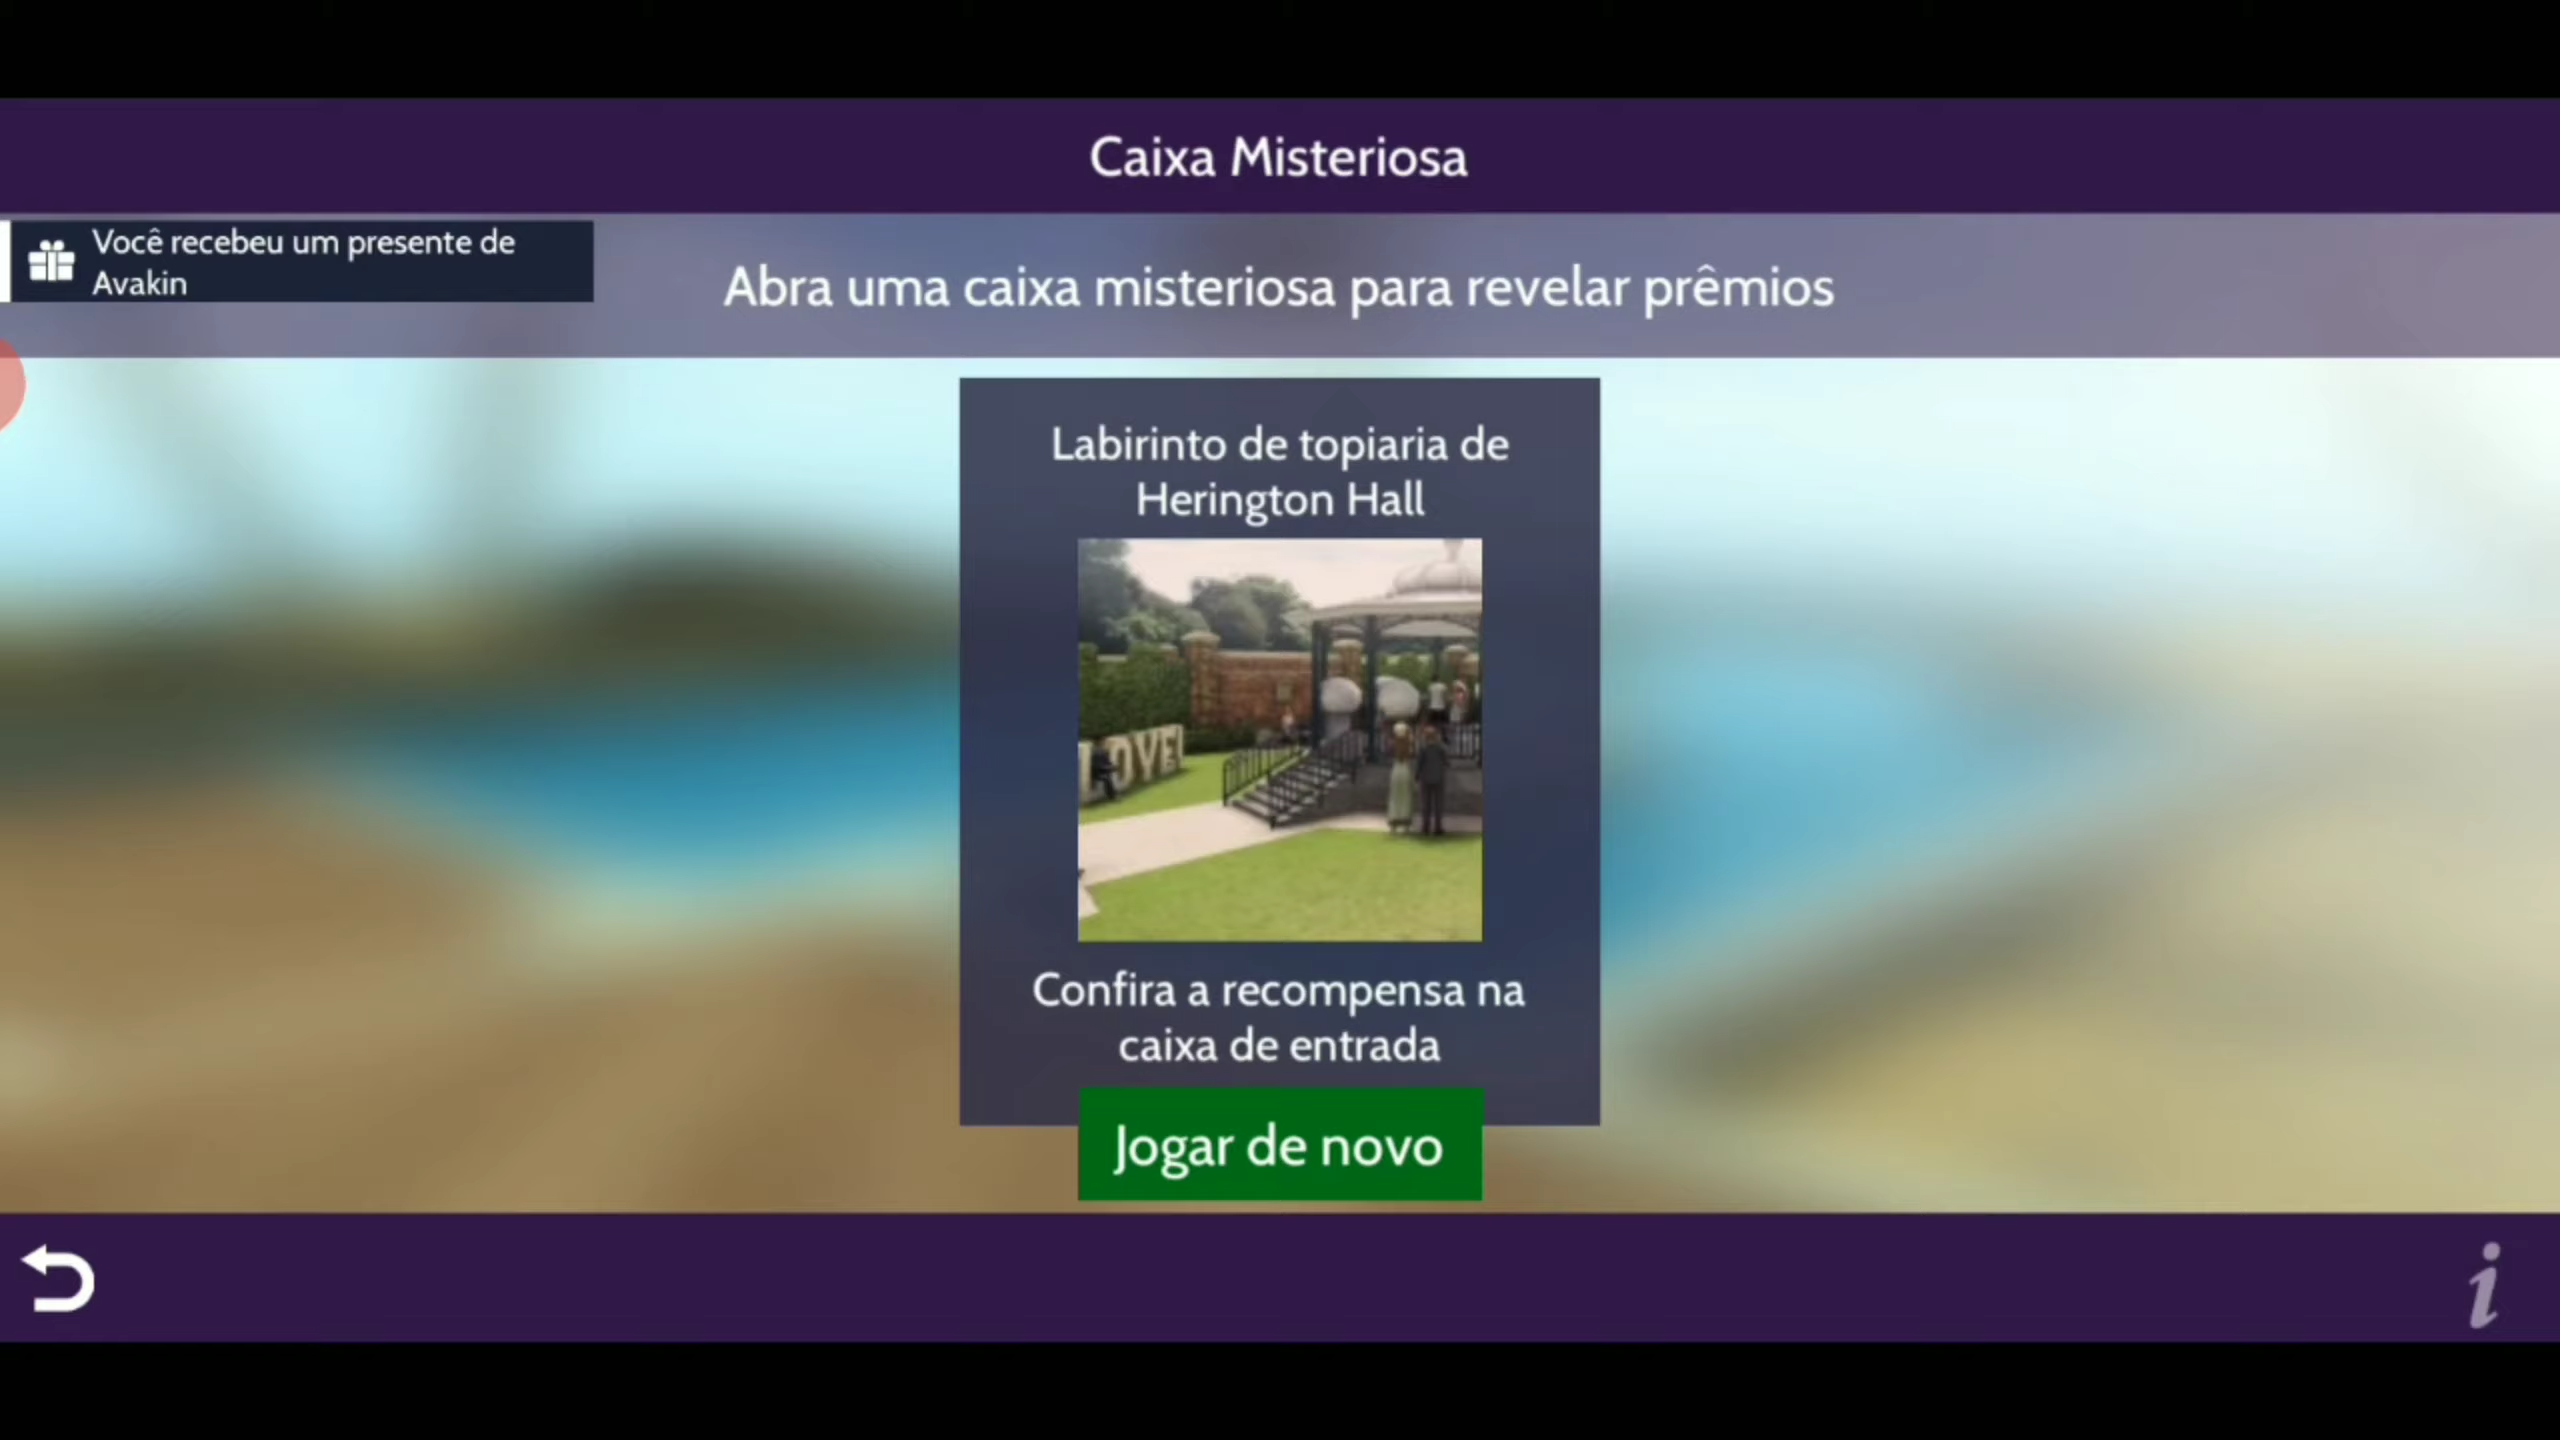 Caixa Misteriosa
Você recebeu um presente de
Avakin
Abra uma caixa misteriosa para revelar prêmios
Labirinto de topiaria de
Herington Hall
LOVE!
Confira a recompensa na
caixa de entrada
Jogar de novo
i